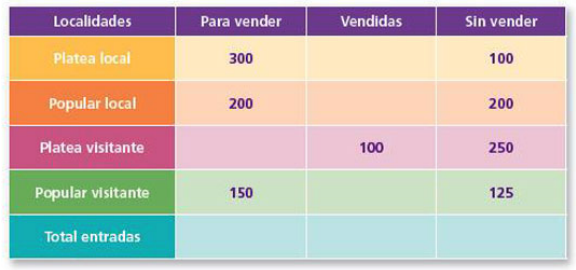 Localidades Para vender Vendidas Sin vender
Platea local 300 100
Popular local 200 200
Platea visitante 100 250
Popular visitante 150 125
Total entradas